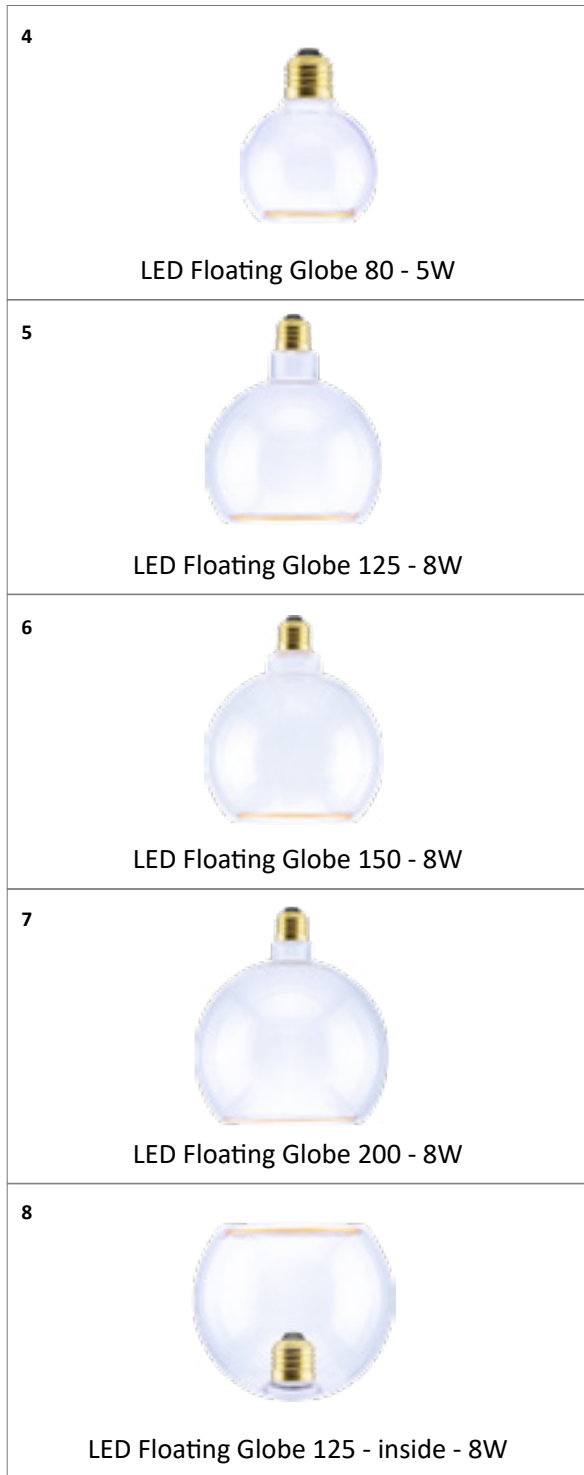 4
LED Floating Globe 80 - 5W
5
LED Floating Globe 125 - 8W
6
LED Floating Globe 150 - 8W
7
LED Floating Globe 200 - 8W
8
LED Floating Globe 125 - inside - 8W